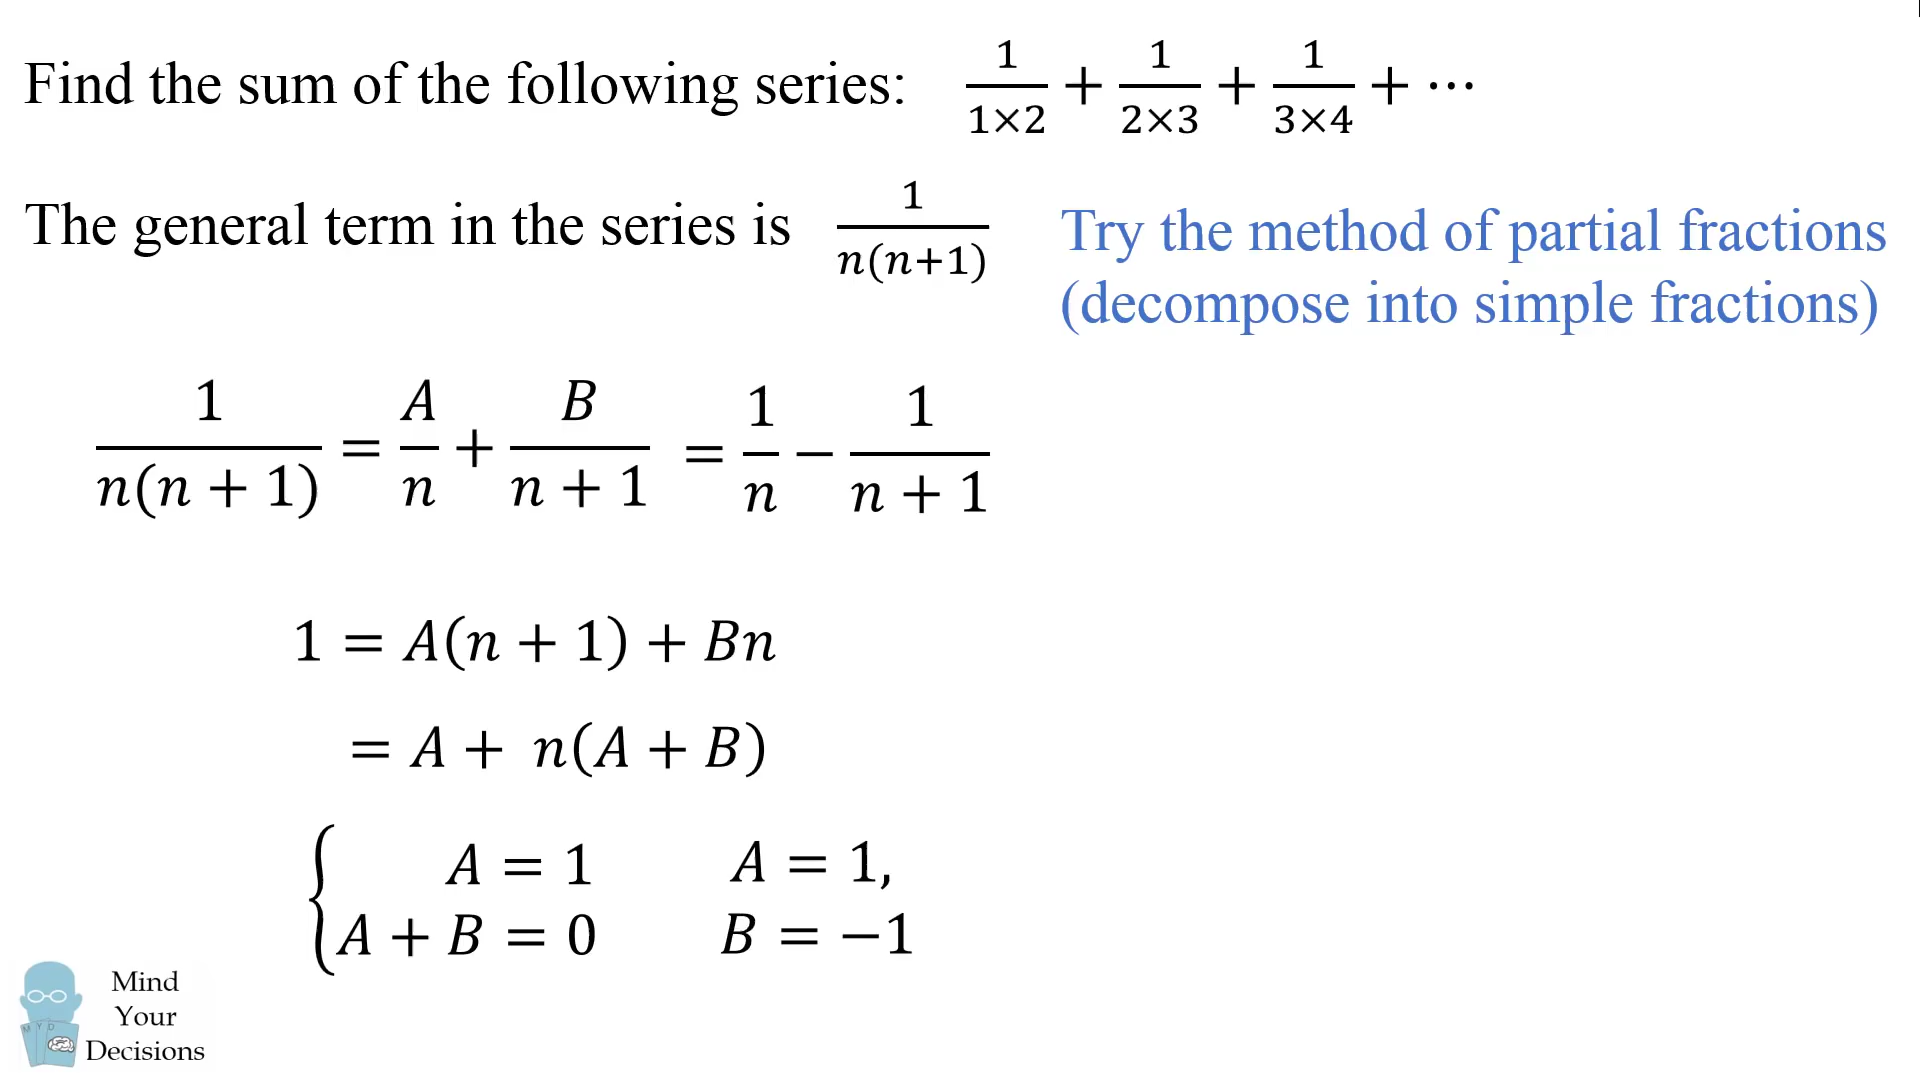 Find the sum of the following series: 1/(1×2) + 1/(2×3) + 1/(3×4) + ⋯
The general term in the series is 1/(n(n+1))
Try the method of partial fractions
(decompose into simple fractions)
1/(n(n + 1)) = A/n + B/(n + 1) = 1/n − 1/(n + 1)
1 = A(n + 1) + Bn
= A + n(A + B)
{ A = 1
A + B = 0
A = 1,
B = −1
M Y D
Mind
Your
Decisions